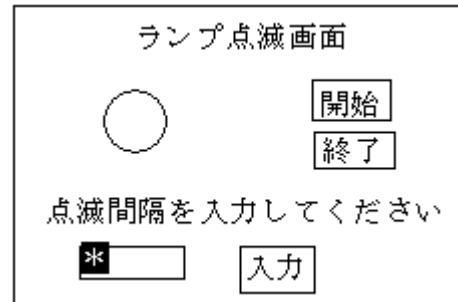 ランプ点滅画面
開始
終了
点滅間隔を入力してください
* 入力